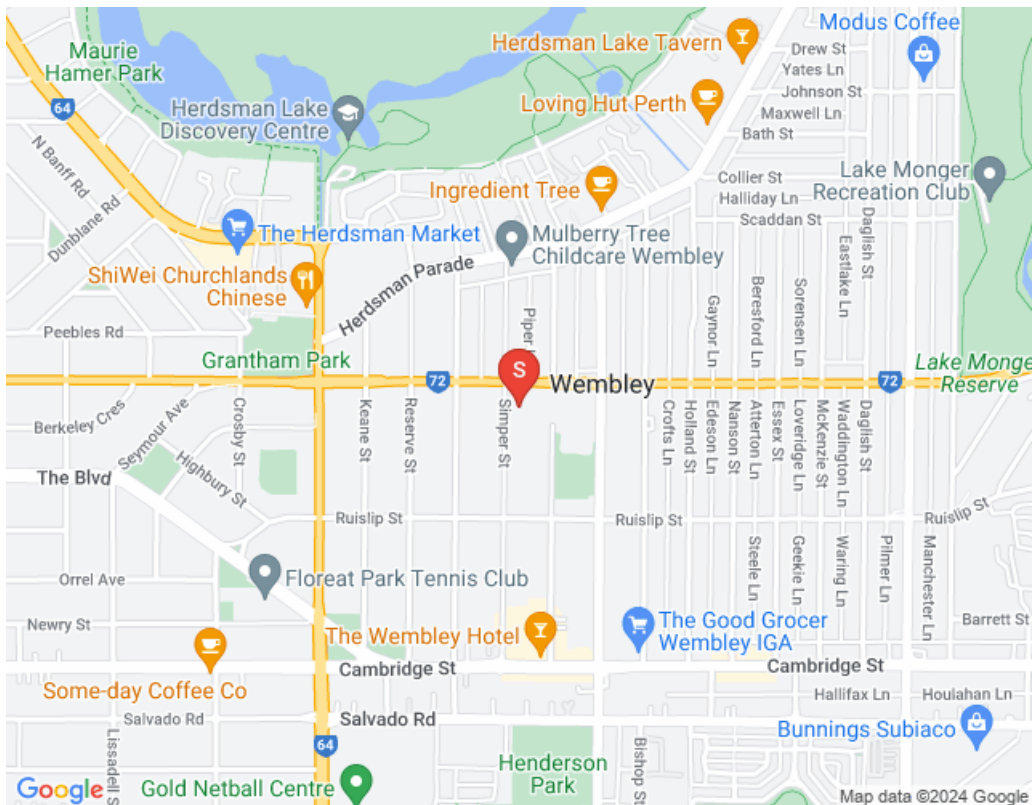 Modus Coffee
Herdsman Lake Tavern
Drew St
Yates Ln
Johnson St
Maxwell Ln
Bath St
Maurie
Hamer Park
64
Herdsman Lake
Discovery Centre
Loving Hut Perth
N Banff Rd
Dunblane Rd
Ingredient Tree
Collier St
Halliday Ln
Scaddan St
Lake Monger
Recreation Club
The Herdsman Market
Mulberry Tree
Childcare Wembley
Daglish St
Eastlake Ln
ShiWei Churchlands
Chinese
Herdsman Parade
Gaynor Ln
Beresford Ln
Sorensen Ln
Peebles Rd
Piper
Grantham Park
72
S
Wembley
72
Lake Monger
Reserve
Berkeley Cres
Seymour Ave
Crosby St
Keane St
Reserve St
Simper St
Crofts Ln
Holland St
Edeson Ln
Nanson St
Atterton Ln
Essex St
Loveridge Ln
McKenzie St
Waddington Ln
Daglish St
The Blvd
Highbury St
Ruislip St
Ruislip St
Ruislip St
Orrel Ave
Floreat Park Tennis Club
Steele Ln
Geekie Ln
Waring Ln
Pilmer Ln
Manchester Ln
Newry St
The Wembley Hotel
The Good Grocer
Wembley IGA
Barrett St
Cambridge St
Cambridge St
Some-day Coffee Co
Hallifax Ln
Houlahan Ln
Salvado Rd
Salvado Rd
Bunnings Subiaco
Lissadell S
64
Henderson
Park
Bishop St
Gold Netball Centre
Google
Map data ©2024 Google